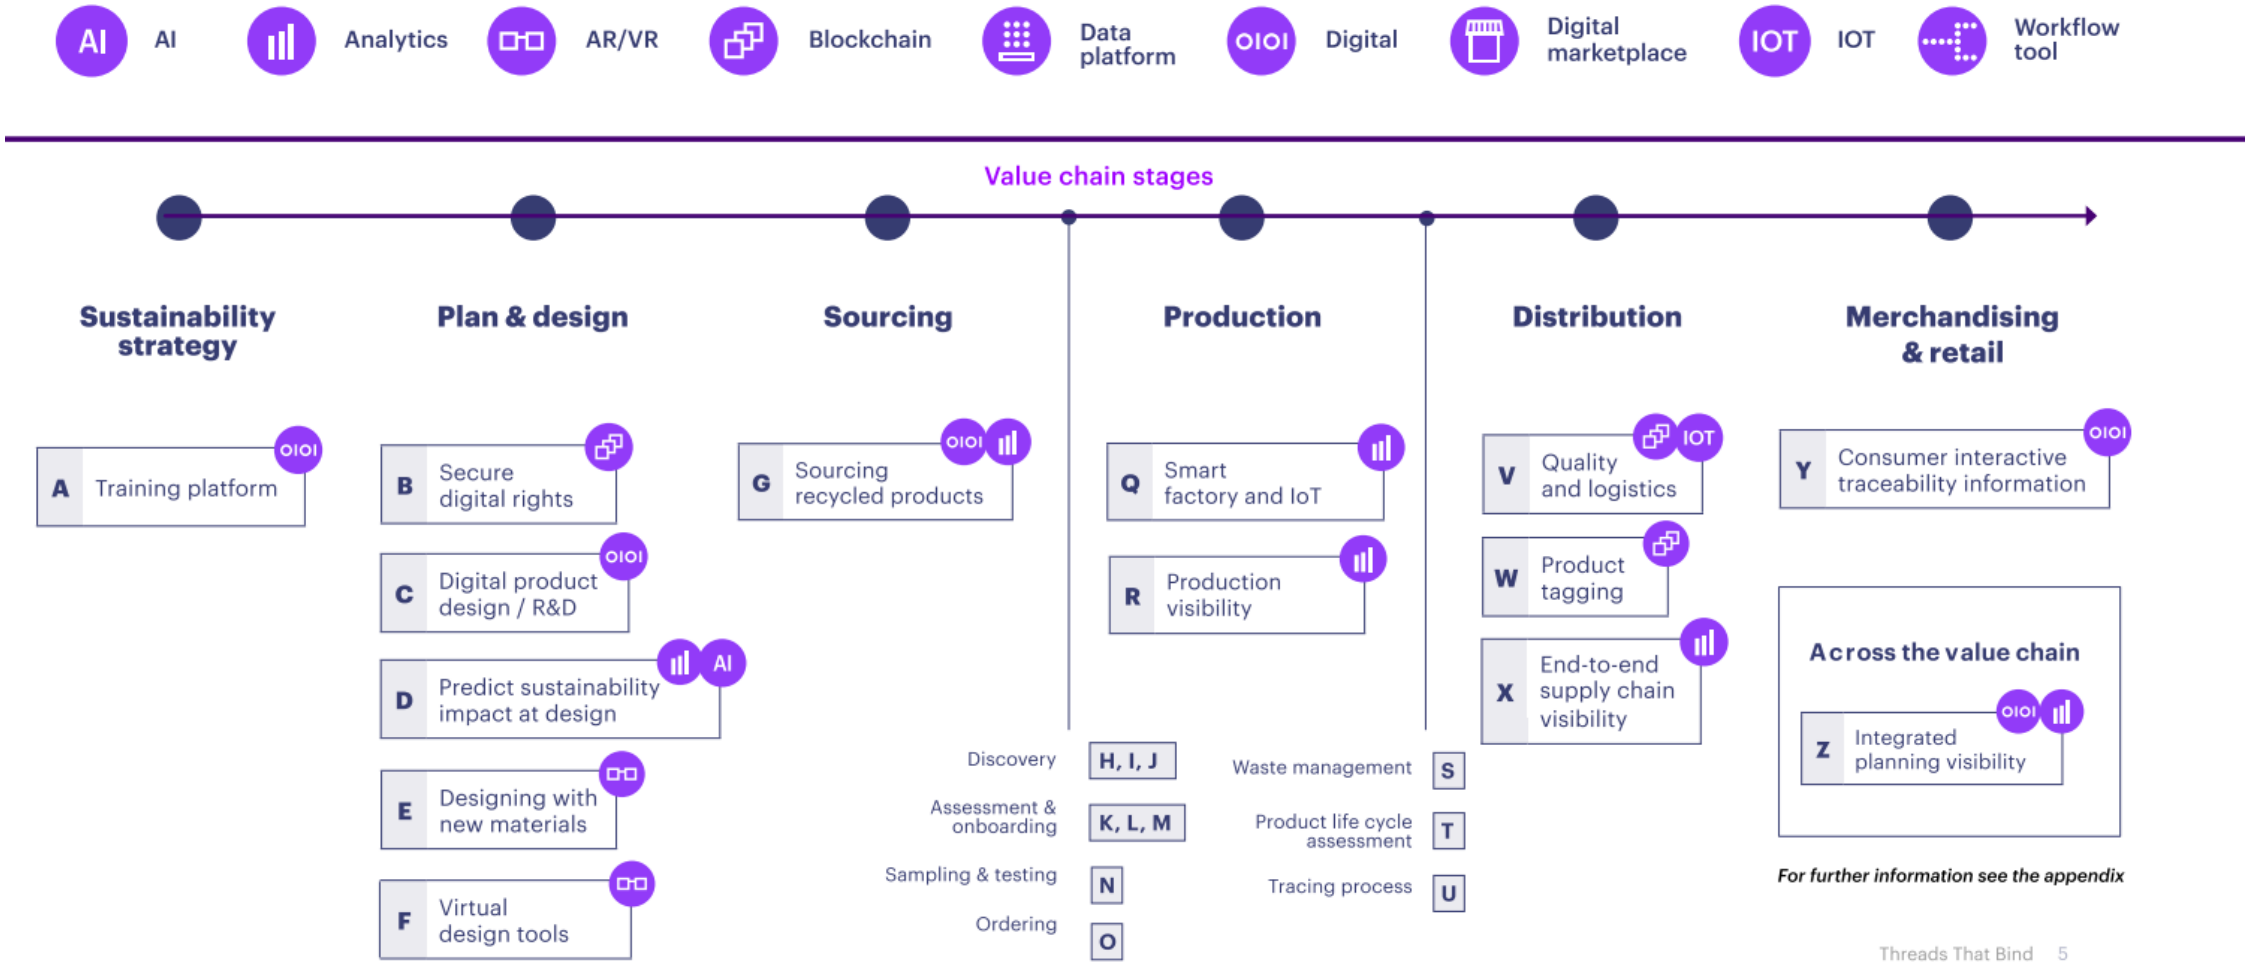 AI AI
Analytics
AR/VR
Blockchain
Data
platform
OIOI Digital
Digital
marketplace
IOT IOT
Workflow
tool
Value chain stages
Sustainability
strategy
Plan & design
Sourcing
Production
Distribution
Merchandising
& retail
OIOI
A Training platform
B Secure
digital rights
OIOI
C Digital product
design / R&D
AI
D Predict sustainability
impact at design
E Designing with
new materials
F Virtual
design tools
OIOI
G Sourcing
recycled products
Q Smart
factory and IoT
R Production
visibility
Discovery H, I, J
Assessment &
onboarding K, L, M
Sampling & testing N
Ordering O
Waste management S
Product life cycle
assessment T
Tracing process U
IOT
V Quality
and logistics
W Product
tagging
X End-to-end
supply chain
visibility
OIOI
Y Consumer interactive
traceability information
Across the value chain
OIOI
Z Integrated
planning visibility
For further information see the appendix
Threads That Bind 5